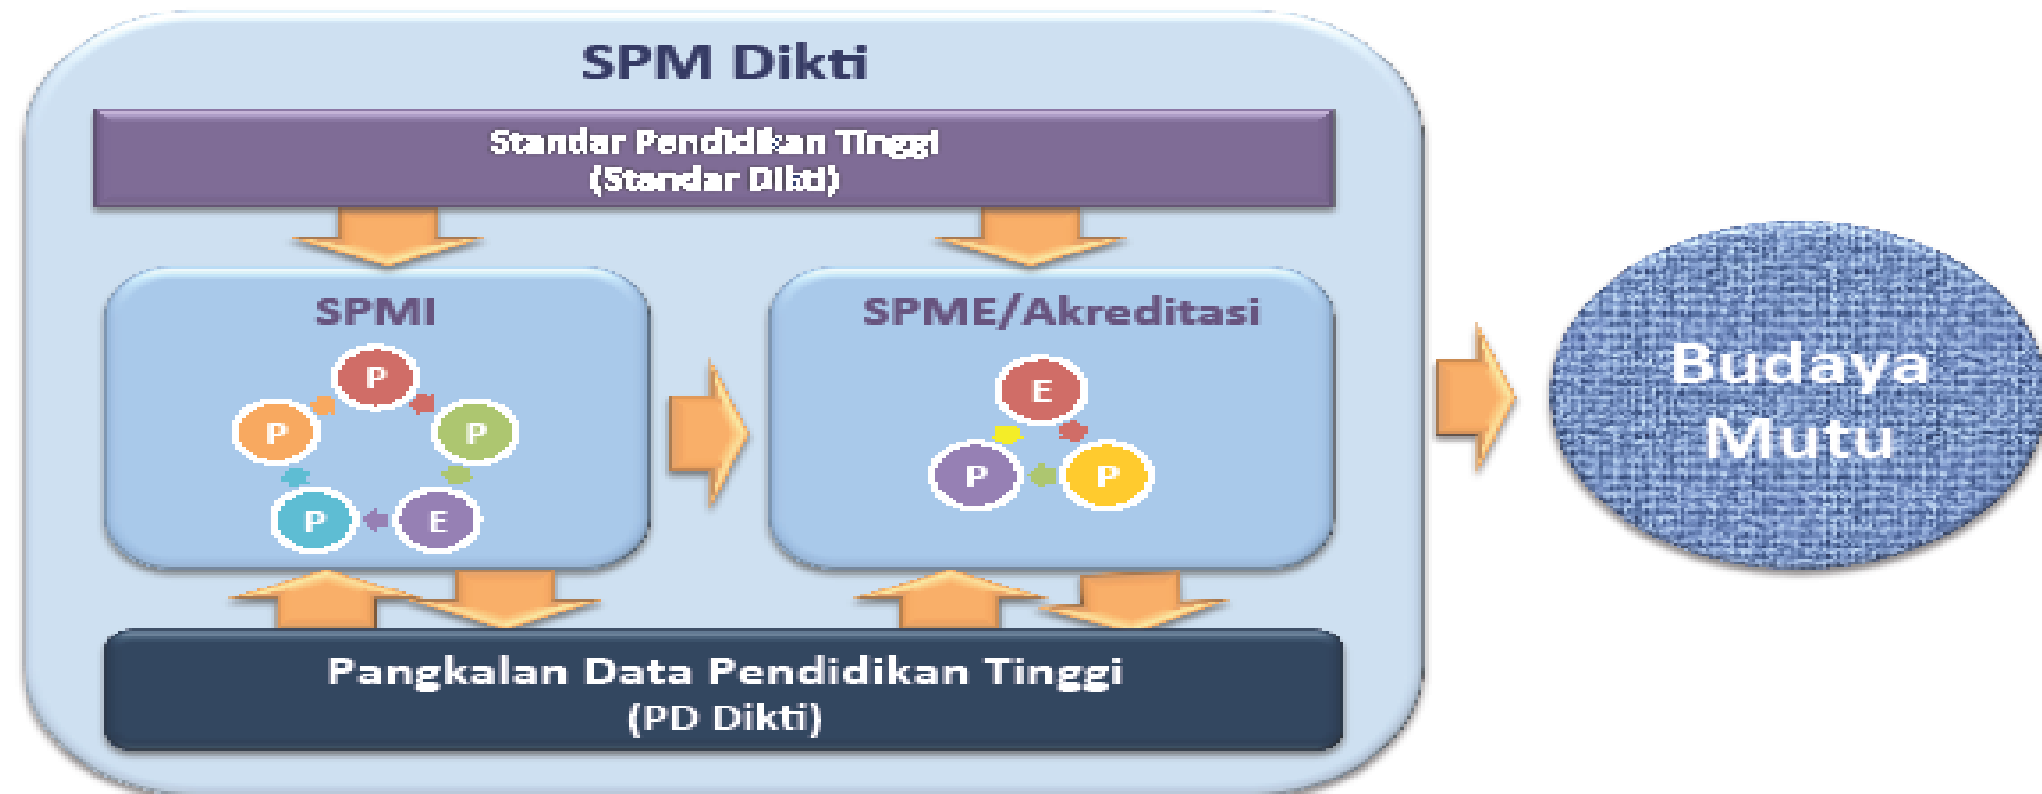 SPM Dikti
Standar Pendidikan Tinggi
(Standar Dikti)
SPMI
P
P
P
P
E
SPME/Akreditasi
E
P
P
Budaya
Mutu
Pangkalan Data Pendidikan Tinggi
(PD Dikti)